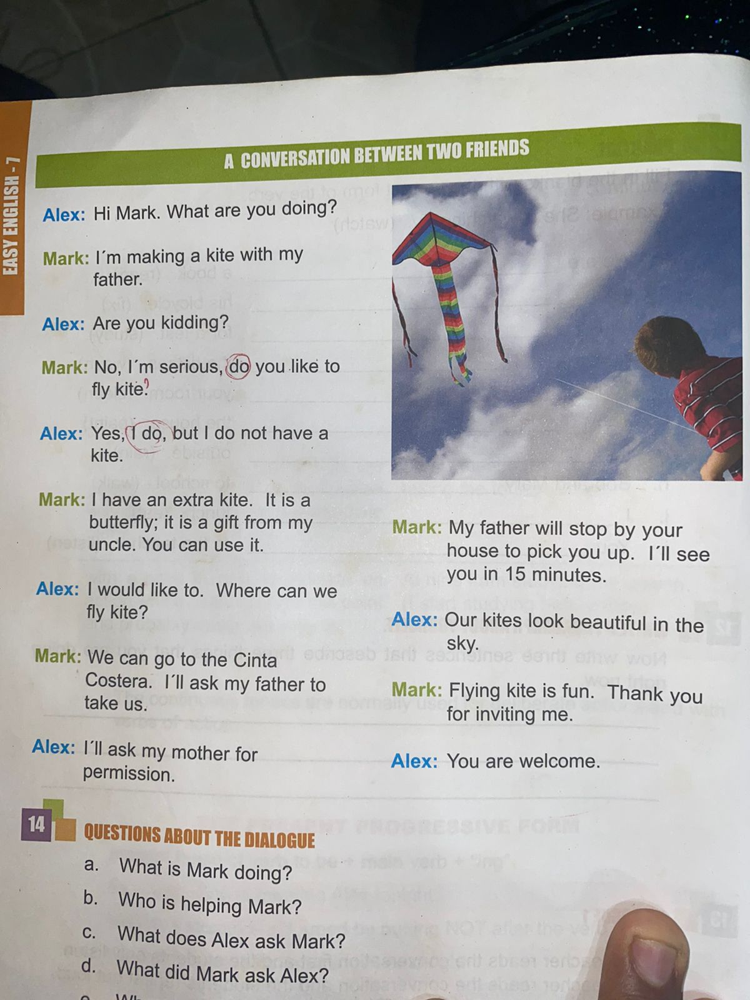 EASY ENGLISH - 7
A CONVERSATION BETWEEN TWO FRIENDS
Alex: Hi Mark. What are you doing?
Mark: I´m making a kite with my
father.
Alex: Are you kidding?
Mark: No, I´m serious, do you like to
fly kite?
Alex: Yes, I do, but I do not have a
kite.
Mark: I have an extra kite. It is a
butterfly; it is a gift from my
uncle. You can use it.
Alex: I would like to. Where can we
fly kite?
Mark: We can go to the Cinta
Costera. I´ll ask my father to
take us.
Alex: I´ll ask my mother for
permission.
Mark: My father will stop by your
house to pick you up. I´ll see
you in 15 minutes.
Alex: Our kites look beautiful in the
sky.
Mark: Flying kite is fun. Thank you
for inviting me.
Alex: You are welcome.
14 QUESTIONS ABOUT THE DIALOGUE
a. What is Mark doing?
b. Who is helping Mark?
c. What does Alex ask Mark?
d. What did Mark ask Alex?